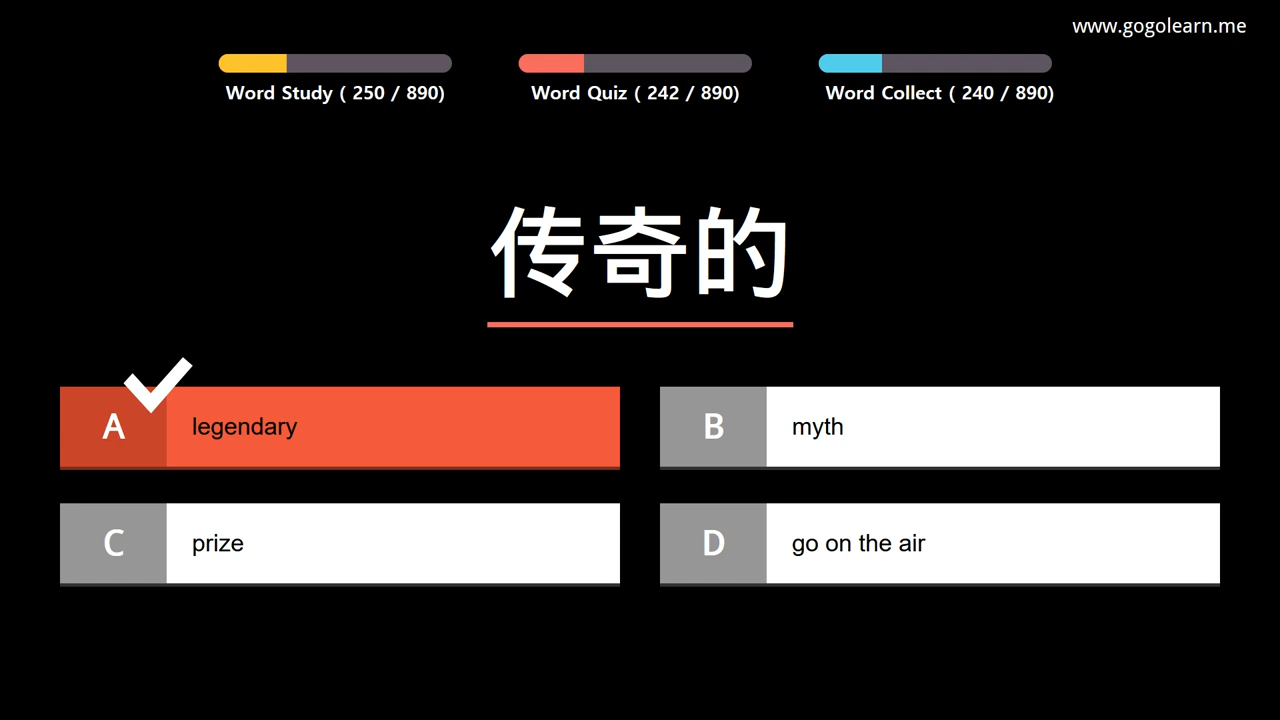 www.gogolearn.me
Word Study ( 250 / 890)
Word Quiz ( 242 / 890)
Word Collect ( 240 / 890)
传奇的
A legendary
B myth
C prize
D go on the air